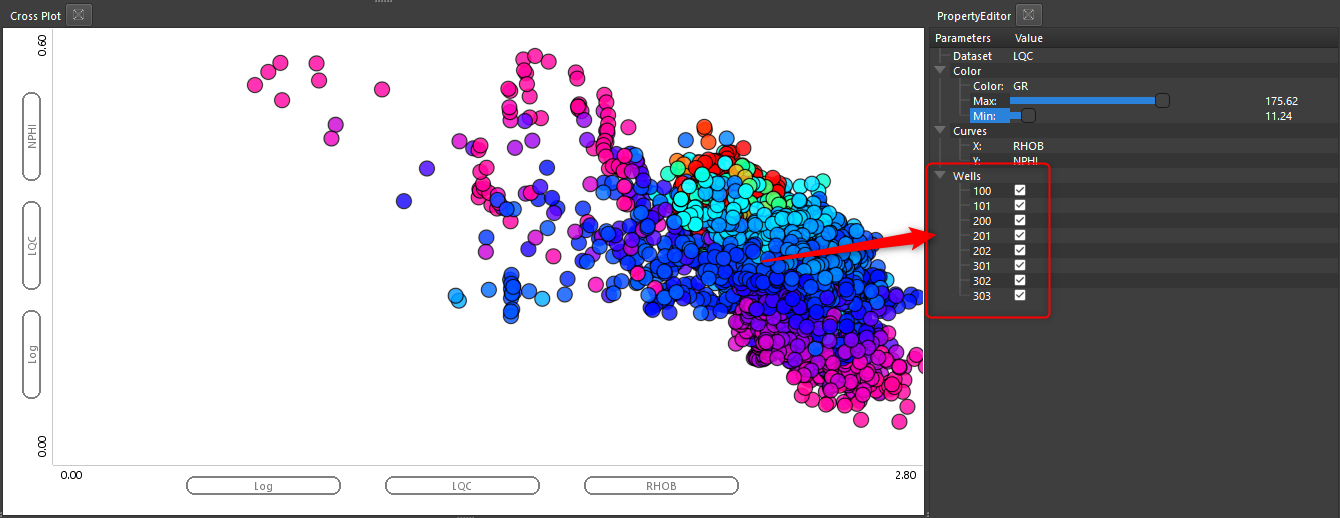 Cross Plot
0.60
NPHI
LQC
Log
0.00
0.00
2.80
Log
LQC
RHOB
PropertyEditor
Parameters Value
Dataset LQC
Color
Color: GR
Max: 175.62
Min: 11.24
Curves
X: RHOB
Y: NPHI
Wells
100
101
200
201
202
301
302
303